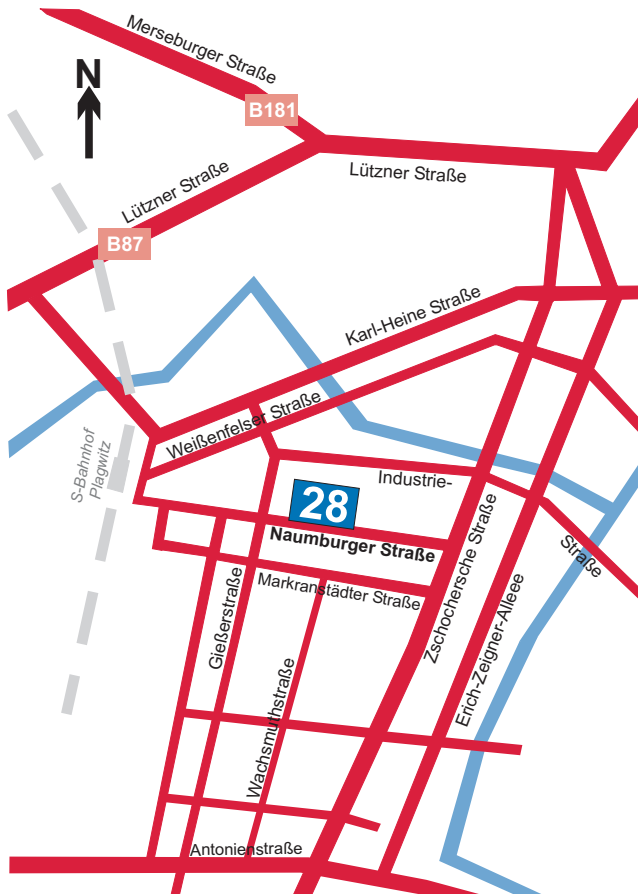 Merseburger Straße
N
B181
Lützner Straße
Lützner Straße
B87
Karl-Heine Straße
Weißenfelser Straße
S-Bahnhof
Plagwitz
Industrie-
28
Naumburger Straße
Straße
Markranstädter Straße
Zschochersche Straße
Gießerstraße
Erich-Zeigner-Alleee
Wachsmuthstraße
Antonienstraße